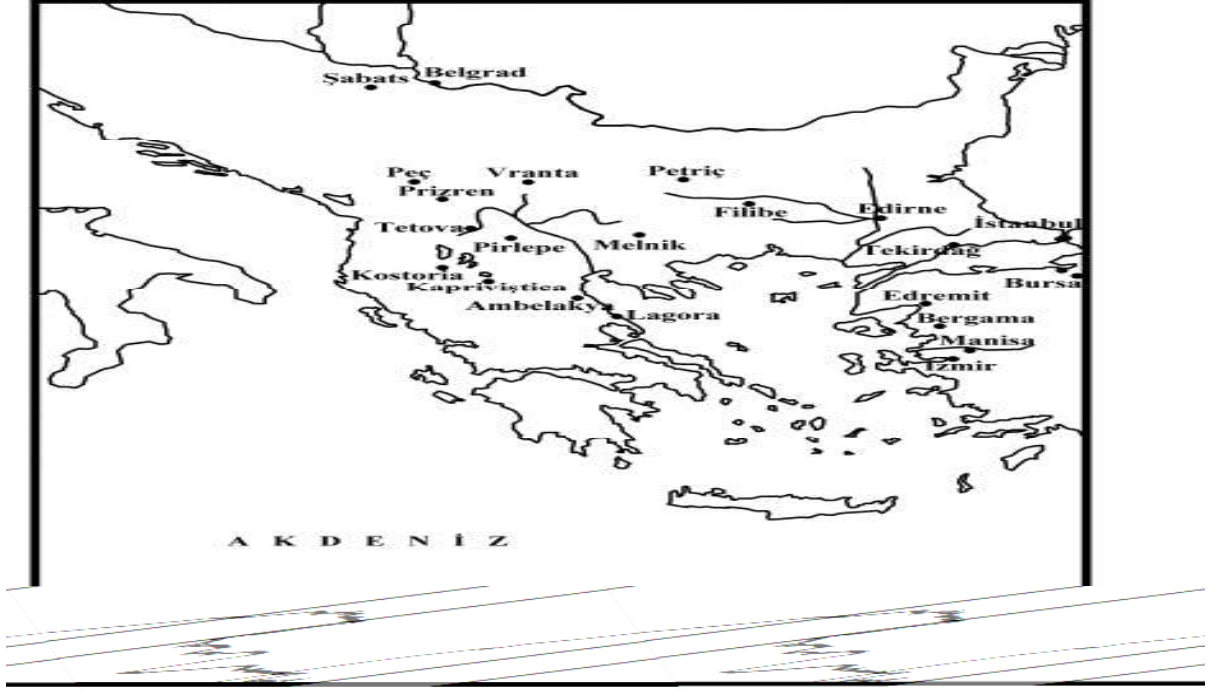 Şabats Belgrad
Peç Vranta Petriç
Prizren
Filibe Edirne
İstanbul
Tetova
Pirlepe Melnik Tekirdağ
Kostoria
Kapriviştica Bursa
Ambelakya Edremit
Lagora Bergama
Manisa
İzmir
A K D E N İ Z